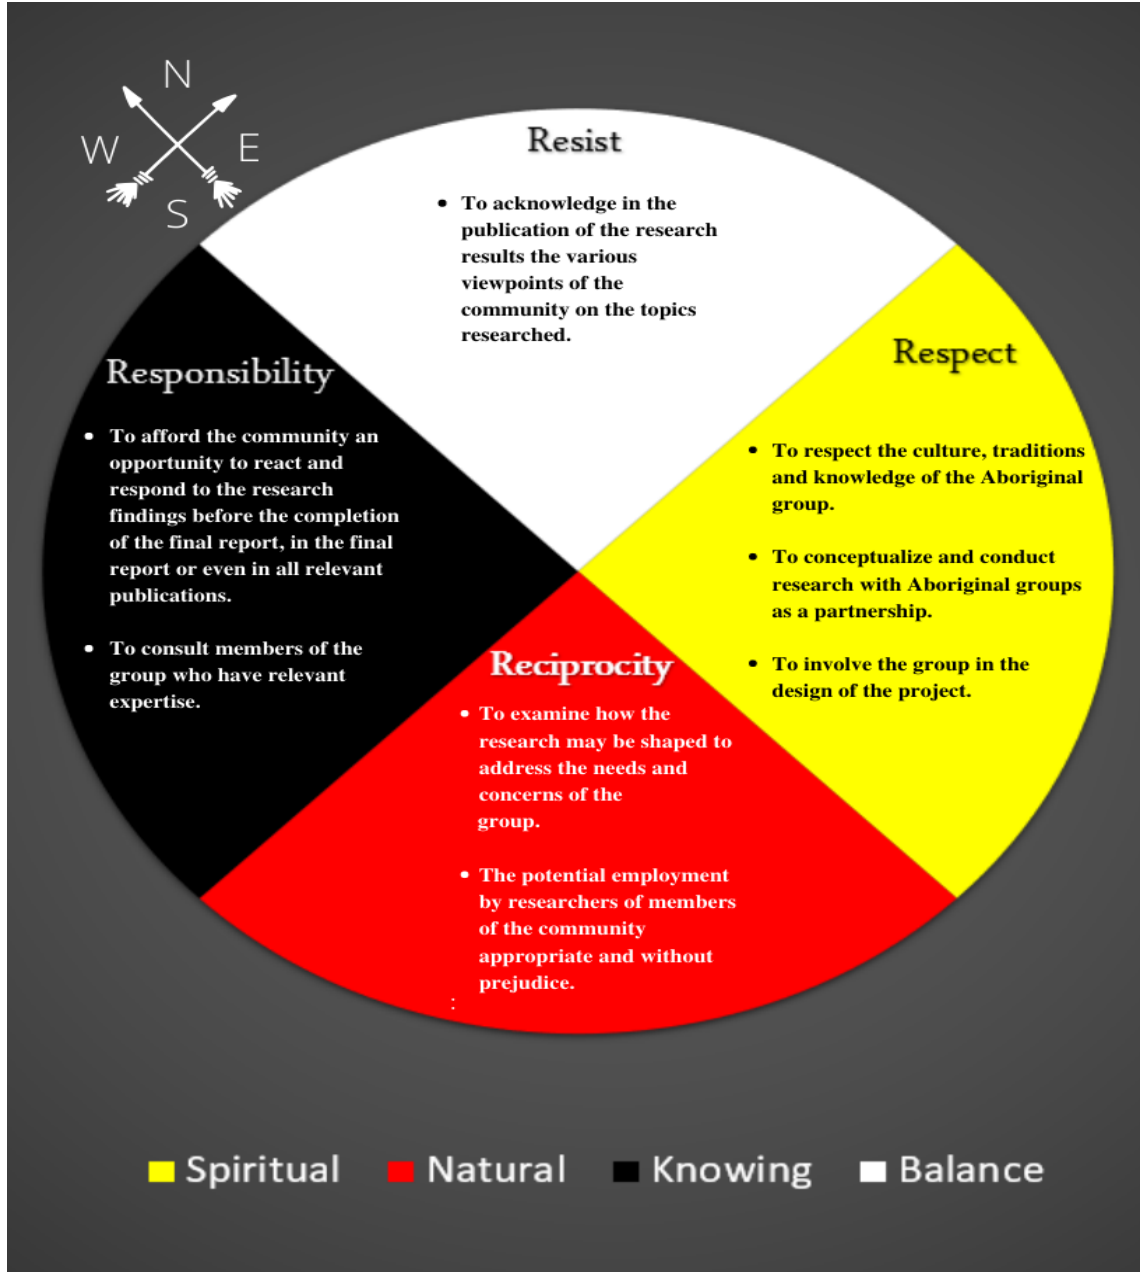 N
W
E
S
Resist
• To acknowledge in the
publication of the research
results the various
viewpoints of the
community on the topics
researched.
Respect
• To respect the culture, traditions
and knowledge of the Aboriginal
group.
• To conceptualize and conduct
research with Aboriginal groups
as a partnership.
• To involve the group in the
design of the project.
Responsibility
• To afford the community an
opportunity to react and
respond to the research
findings before the completion
of the final report, in the final
report or even in all relevant
publications.
• To consult members of the
group who have relevant
expertise.
Reciprocity
• To examine how the
research may be shaped to
address the needs and
concerns of the
group.
• The potential employment
by researchers of members
of the community
appropriate and without
prejudice.
:
Spiritual Natural Knowing Balance